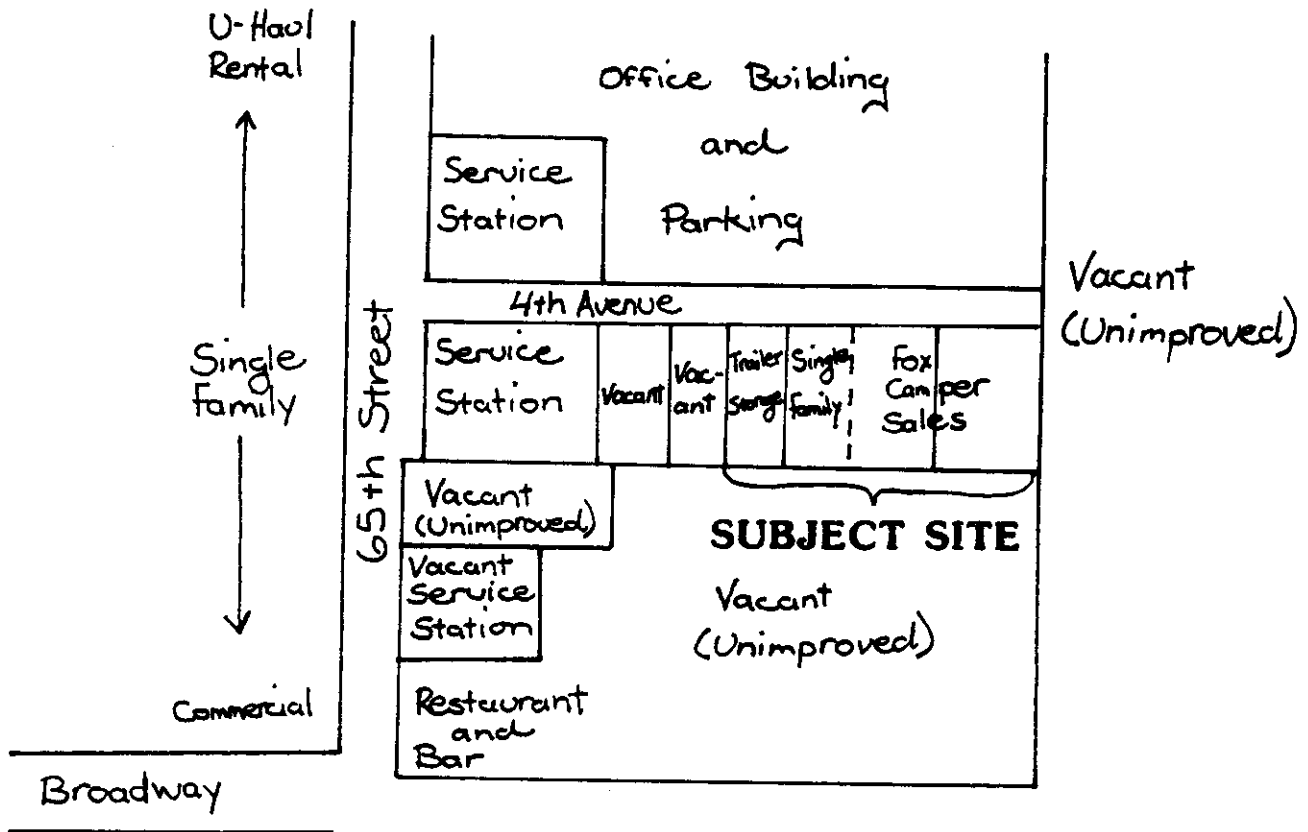 U-Haul
Rental
Single
Family
Commercial
Broadway
65th Street
Office Building
and
Parking
Service
Station
4th Avenue
Service
Station
Vacant
Vac-
ant
Trailer
Storage
Single
Family
Fox
Camper
Sales
Vacant
(Unimproved)
SUBJECT SITE
Vacant
(Unimproved)
Vacant
Service
Station
Vacant
(Unimproved)
Restaurant
and
Bar